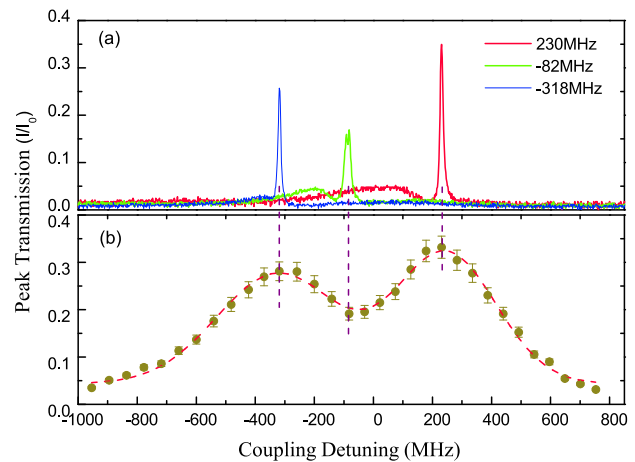 0.4
(a)
230MHz
-82MHz
-318MHz
0.3
0.2
0.1
0.0
Peak Transmission (I/I₀)
0.4
(b)
0.3
0.2
0.1
0.0
-1000 -800 -600 -400 -200 0 200 400 600 800
Coupling Detuning (MHz)